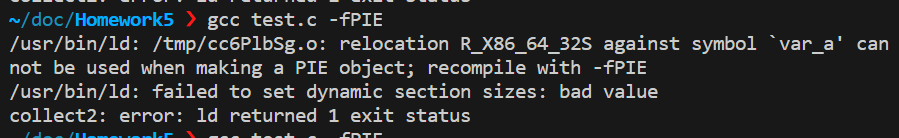 collect2: error: ld returned 1 exit status
~/doc/Homework5 ❯ gcc test.c -fPIE
/usr/bin/ld: /tmp/cc6PlbSg.o: relocation R_X86_64_32S against symbol `var_a' can
not be used when making a PIE object; recompile with -fPIE
/usr/bin/ld: failed to set dynamic section sizes: bad value
collect2: error: ld returned 1 exit status
~/doc/Homework5 ❯ gcc test.c -fPIE